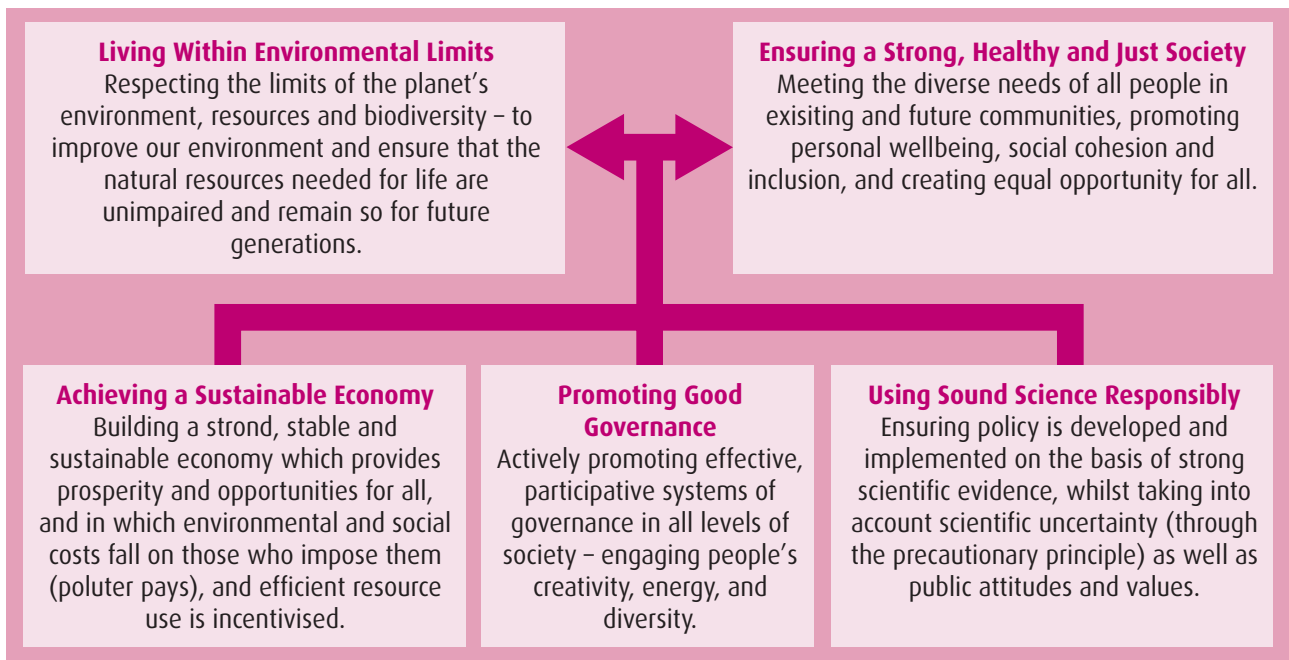 Living Within Environmental Limits
Respecting the limits of the planet's
environment, resources and biodiversity – to
improve our environment and ensure that the
natural resources needed for life are
unimpaired and remain so for future
generations.
Ensuring a Strong, Healthy and Just Society
Meeting the diverse needs of all people in
exisiting and future communities, promoting
personal wellbeing, social cohesion and
inclusion, and creating equal opportunity for all.
Achieving a Sustainable Economy
Building a strong, stable and
sustainable economy which provides
prosperity and opportunities for all,
and in which environmental and social
costs fall on those who impose them
(poluter pays), and efficient resource
use is incentivised.
Promoting Good
Governance
Actively promoting effective,
participative systems of
governance in all levels of
society – engaging people's
creativity, energy, and
diversity.
Using Sound Science Responsibly
Ensuring policy is developed and
implemented on the basis of strong
scientific evidence, whilst taking into
account scientific uncertainty (through
the precautionary principle) as well as
public attitudes and values.